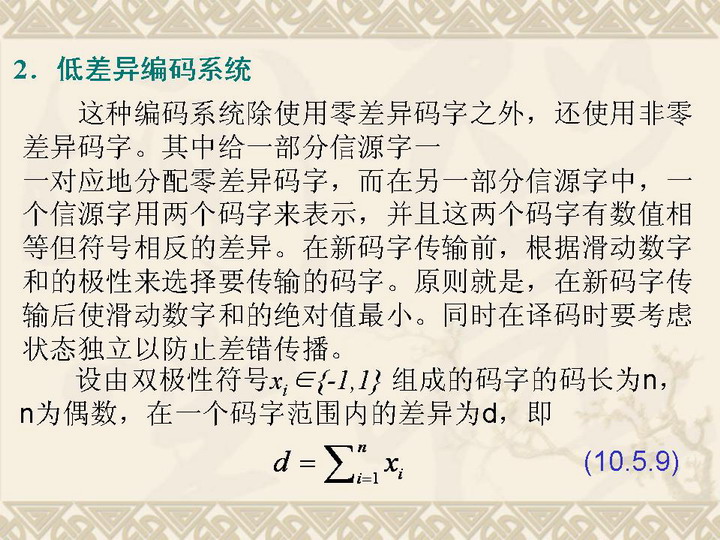 2．低差异编码系统
这种编码系统除使用零差异码字之外，还使用非零
差异码字。其中给一部分信源字一
一对应地分配零差异码字，而在另一部分信源字中，一
个信源字用两个码字来表示，并且这两个码字有数值相
等但符号相反的差异。在新码字传输前，根据滑动数字
和的极性来选择要传输的码字。原则就是，在新码字传
输后使滑动数字和的绝对值最小。同时在译码时要考虑
状态独立以防止差错传播。
设由双极性符号xᵢ∈{-1,1} 组成的码字的码长为n，
n为偶数，在一个码字范围内的差异为d，即
d = ∑ⁿᵢ₌₁ xᵢ (10.5.9)